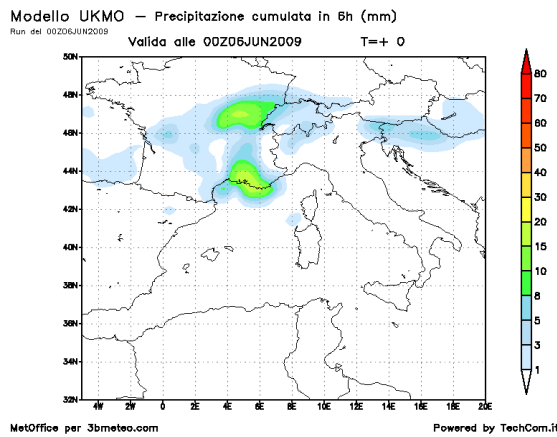 Modello UKMO – Precipitazione cumulata in 6h (mm)
Run del 00Z06JUN2009
Valida alle 00Z06JUN2009 T=+ 0
50N
48N
46N
44N
42N
40N
38N
36N
34N
32N
4W 2W 0 2E 4E 6E 8E 10E 12E 14E 16E 18E 20E
80
70
60
50
40
30
20
15
10
8
5
3
1
MetOffice per 3bmeteo.com
Powered by TechCom.it